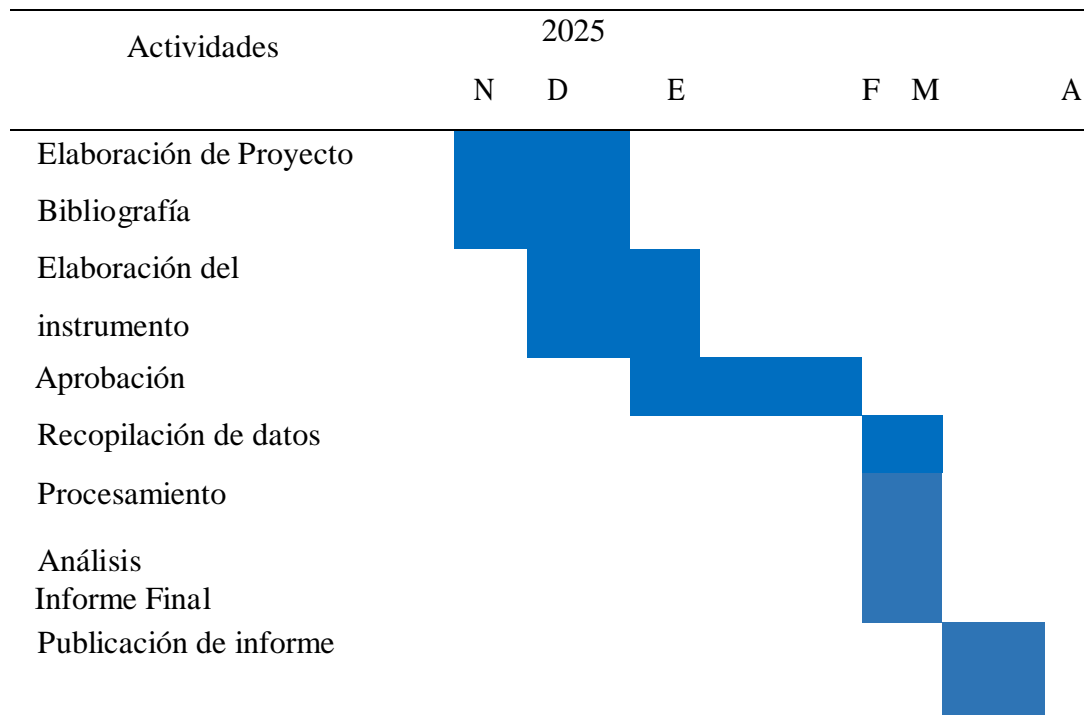 Actividades 2025
N D E F M A
Elaboración de Proyecto
Bibliografía
Elaboración del
instrumento
Aprobación
Recopilación de datos
Procesamiento
Análisis
Informe Final
Publicación de informe